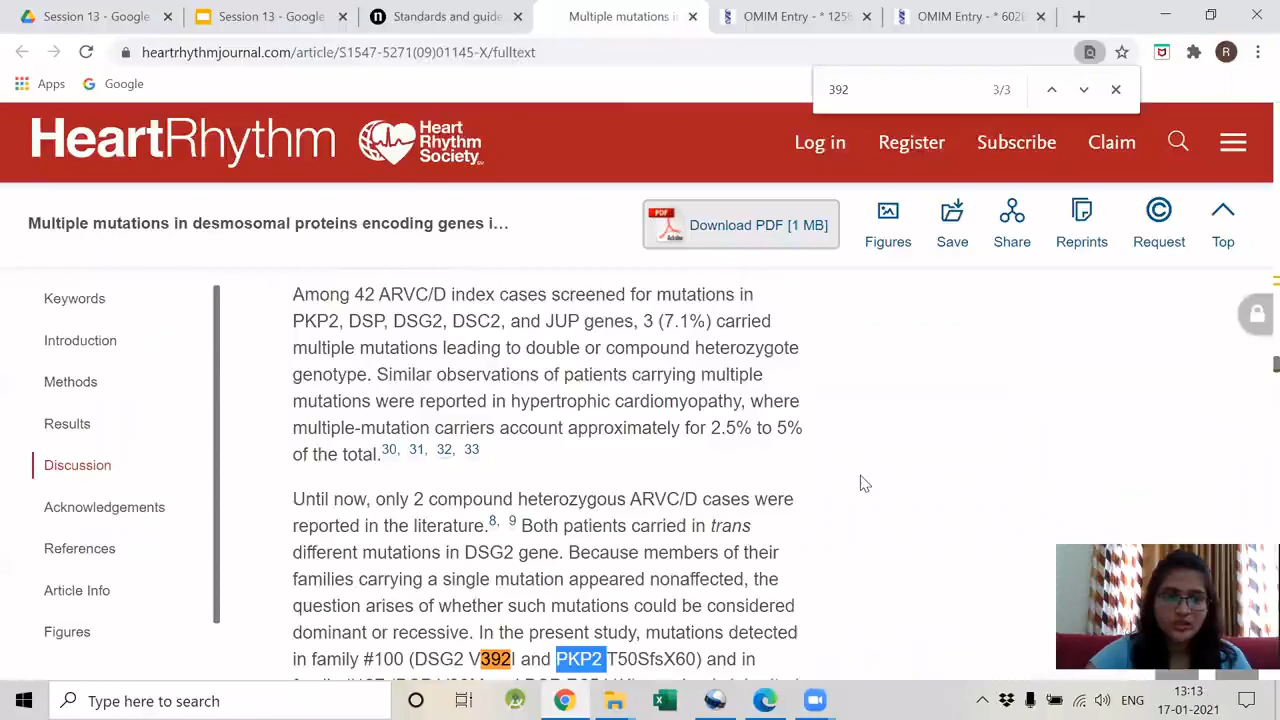 Session 13 - Google
Session 13 - Google
Standards and guide
Multiple mutations i
OMIM Entry - * 125
OMIM Entry - * 602
heartrhythmjournal.com/article/S1547-5271(09)01145-X/fulltext
R
Apps
Google
392
3/3
HeartRhythm
Heart
Rhythm
Society
Log in
Register
Subscribe
Claim
Multiple mutations in desmosomal proteins encoding genes i...
PDF
Adobe
Download PDF [1 MB]
Figures
Save
Share
Reprints
Request
Top
Keywords
Introduction
Methods
Results
Discussion
Acknowledgements
References
Article Info
Figures
Among 42 ARVC/D index cases screened for mutations in
PKP2, DSP, DSG2, DSC2, and JUP genes, 3 (7.1%) carried
multiple mutations leading to double or compound heterozygote
genotype. Similar observations of patients carrying multiple
mutations were reported in hypertrophic cardiomyopathy, where
multiple-mutation carriers account approximately for 2.5% to 5%
of the total.30, 31, 32, 33
Until now, only 2 compound heterozygous ARVC/D cases were
reported in the literature.8, 9 Both patients carried in trans
different mutations in DSG2 gene. Because members of their
families carrying a single mutation appeared nonaffected, the
question arises of whether such mutations could be considered
dominant or recessive. In the present study, mutations detected
in family #100 (DSG2 V392I and PKP2 T50SfsX60) and in
Type here to search
ENG
13:13
17-01-2021